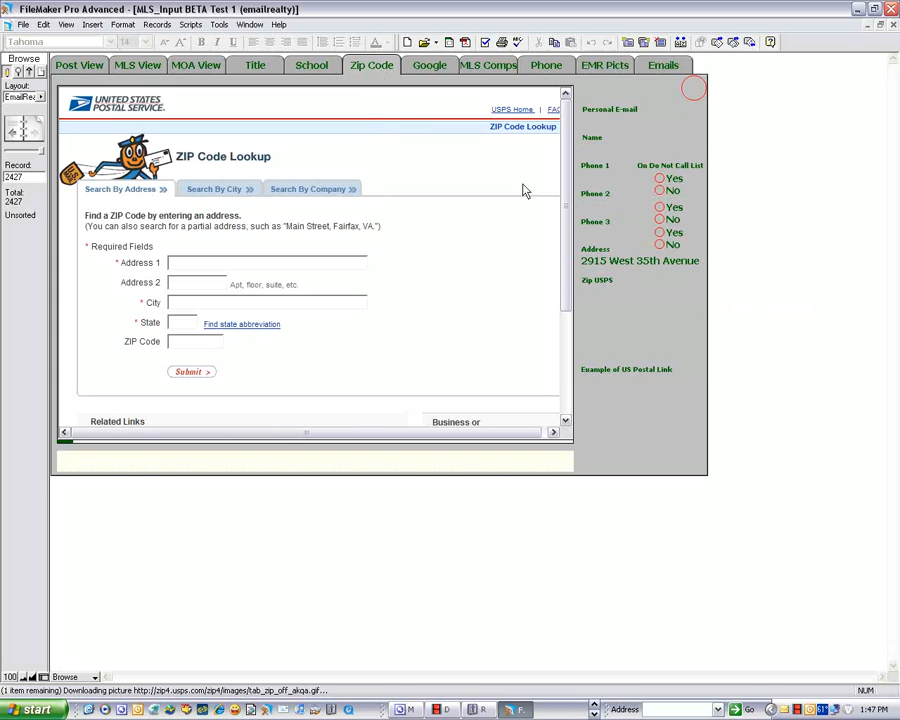 FileMaker Pro Advanced - [MLS_Input BETA Test 1 (emailrealty)]
File Edit View Insert Format Records Scripts Tools Window Help
Tahoma 14
Browse
Layout:
EmailRea
Record:
2427
Total:
2427
Unsorted
Post View MLS View MOA View Title School Zip Code Google MLS Comps Phone EMR Picts Emails
UNITED STATES
POSTAL SERVICE
USPS Home | FAQ
ZIP Code Lookup
ZIP Code Lookup
Search By Address Search By City Search By Company
Find a ZIP Code by entering an address.
(You can also search for a partial address, such as "Main Street, Fairfax, VA.")
* Required Fields
* Address 1
Address 2 Apt, floor, suite, etc.
* City
* State Find state abbreviation
ZIP Code
Submit >
Related Links Business or
Personal E-mail
Name
Phone 1 On Do Not Call List
Yes
No
Phone 2
Yes
No
Phone 3
Yes
No
Address
2915 West 35th Avenue
Zip USPS
Example of US Postal Link
100 Browse
(1 item remaining) Downloading picture http://zip4.usps.com/zip4/images/tab_zip_off_akqa.gif...
NUM
start M D R F. Address Go 61° 1:47 PM